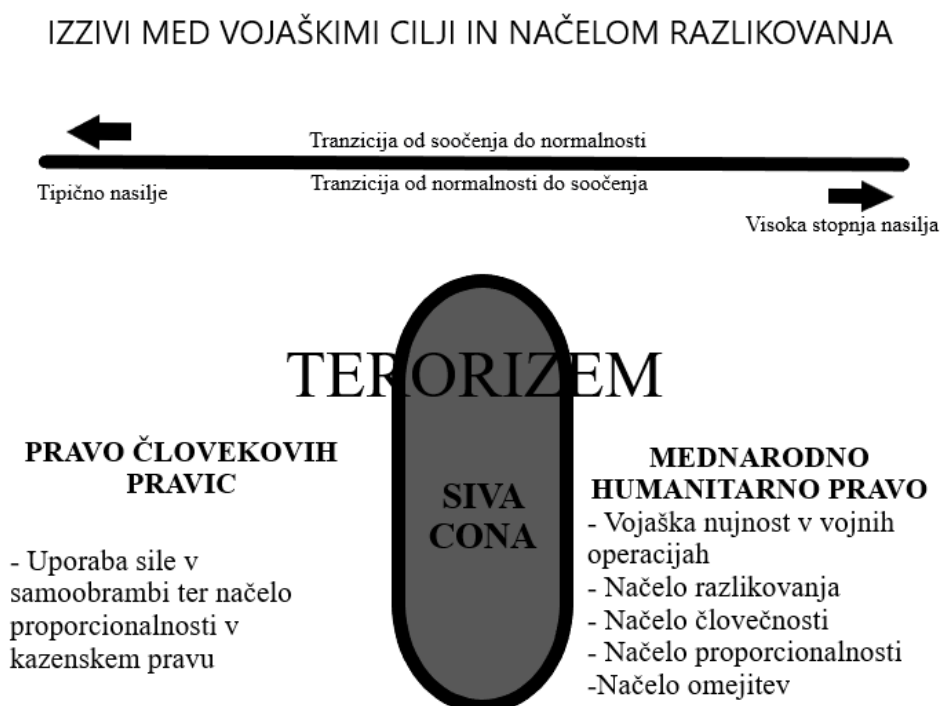 IZZIVI MED VOJAŠKIMI CILJI IN NAČELOM RAZLIKOVANJA
Tranzicija od soočenja do normalnosti
Tipično nasilje
Tranzicija od normalnosti do soočenja
Visoka stopnja nasilja
TERORIZEM
PRAVO ČLOVEKOVIH
PRAVIC
- Uporaba sile v
samoobrambi ter načelo
proporcionalnosti v
kazenskem pravu
SIVA
CONA
MEDNARODNO
HUMANITARNO PRAVO
- Vojaška nujnost v vojnih
operacijah
- Načelo razlikovanja
- Načelo človečnosti
- Načelo proporcionalnosti
-Načelo omejitev